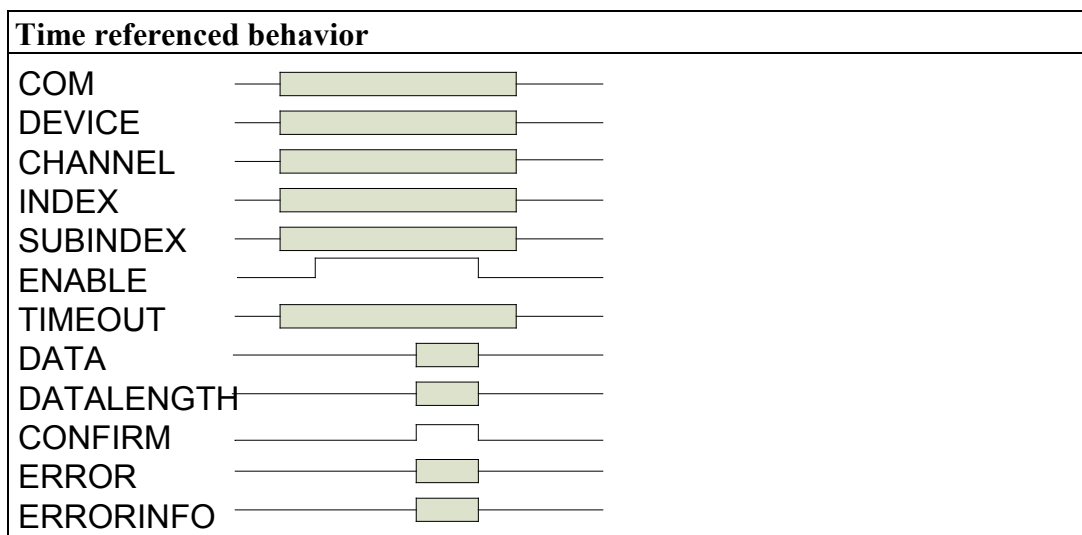 Time referenced behavior
COM
DEVICE
CHANNEL
INDEX
SUBINDEX
ENABLE
TIMEOUT
DATA
DATALENGTH
CONFIRM
ERROR
ERRORINFO